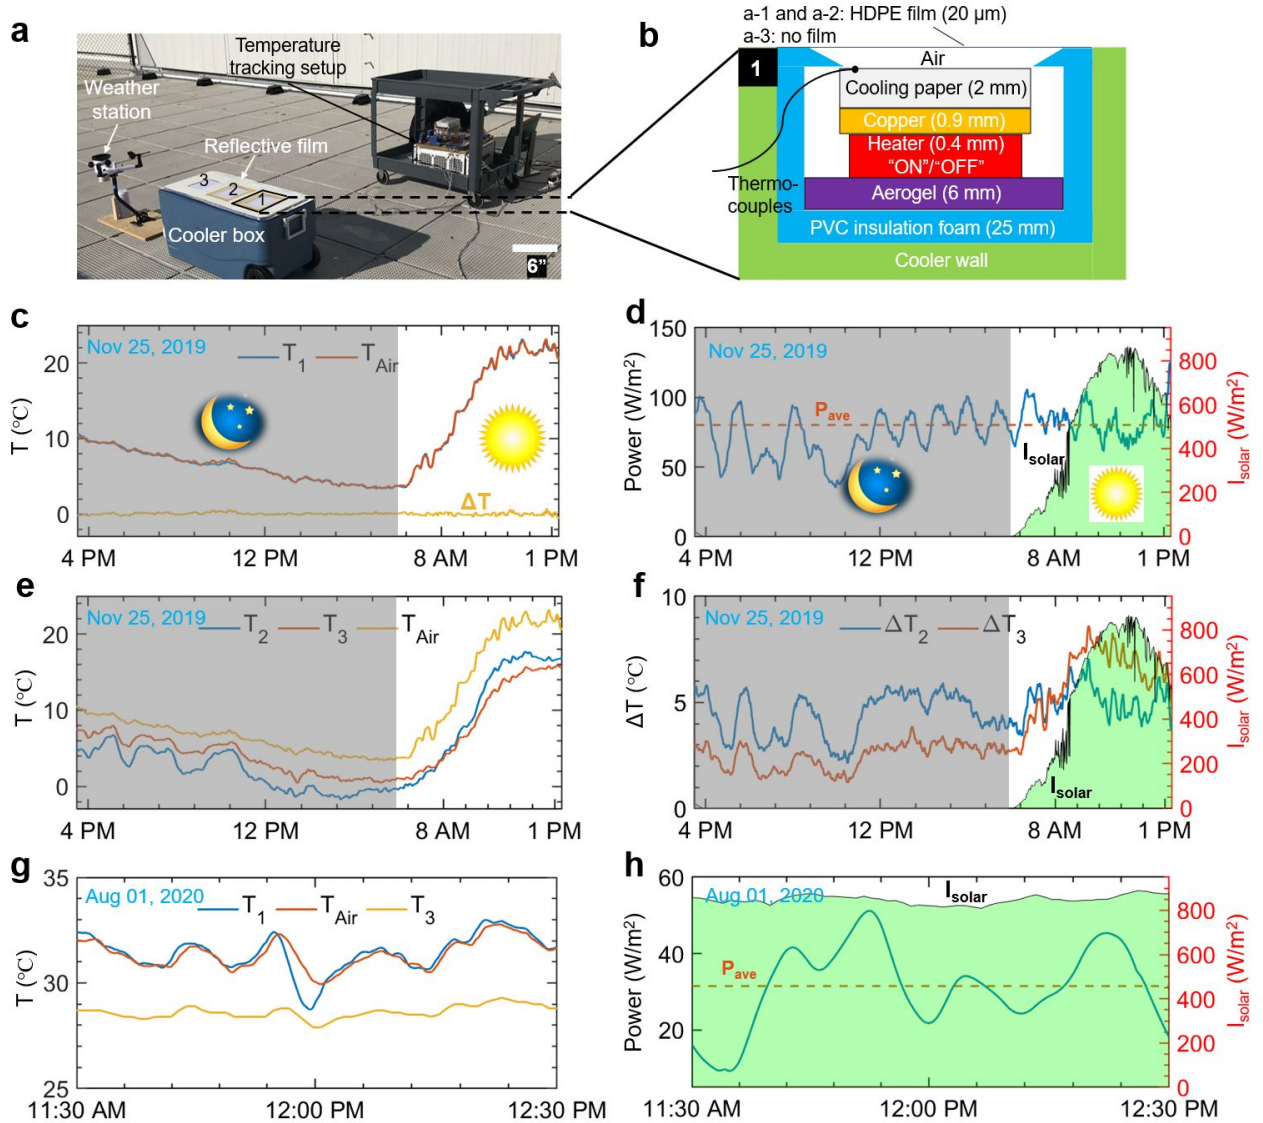 a
Temperature
tracking setup
Weather
station
Reflective film
3
2
1
Cooler box
6"
b
a-1 and a-2: HDPE film (20 μm)
a-3: no film
1
Air
Cooling paper (2 mm)
Copper (0.9 mm)
Heater (0.4 mm)
"ON"/"OFF"
Thermo-
couples
Aerogel (6 mm)
PVC insulation foam (25 mm)
Cooler wall
c
Nov 25, 2019
T1
TAir
T (°C)
20
10
0
ΔT
4 PM
12 PM
8 AM
1 PM
d
Nov 25, 2019
Power (W/m²)
150
100
50
0
Pave
Isolar
800
600
400
200
0
Isolar (W/m²)
4 PM
12 PM
8 AM
1 PM
e
Nov 25, 2019
T2
T3
TAir
T (°C)
20
10
0
4 PM
12 PM
8 AM
1 PM
f
Nov 25, 2019
ΔT2
ΔT3
ΔT (°C)
10
5
0
Isolar
800
600
400
200
0
Isolar (W/m²)
4 PM
12 PM
8 AM
1 PM
g
Aug 01, 2020
T1
TAir
T3
T (°C)
35
30
25
11:30 AM
12:00 PM
12:30 PM
h
Aug 01, 2020
Isolar
Power (W/m²)
60
40
20
Pave
800
600
400
200
0
Isolar (W/m²)
11:30 AM
12:00 PM
12:30 PM